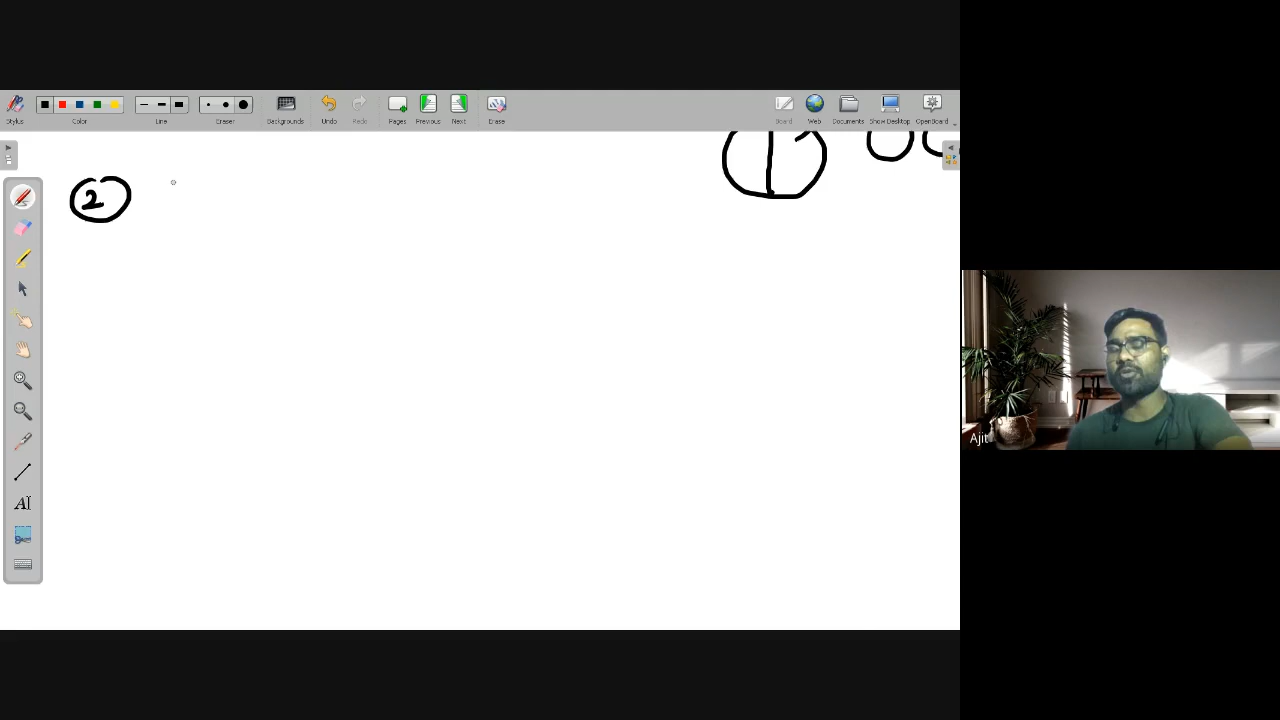 Stylus Color Line Eraser Backgrounds Undo Redo Pages Previous Next Erase Board Web Documents Show Desktop OpenBoard
2
AI
Ajit